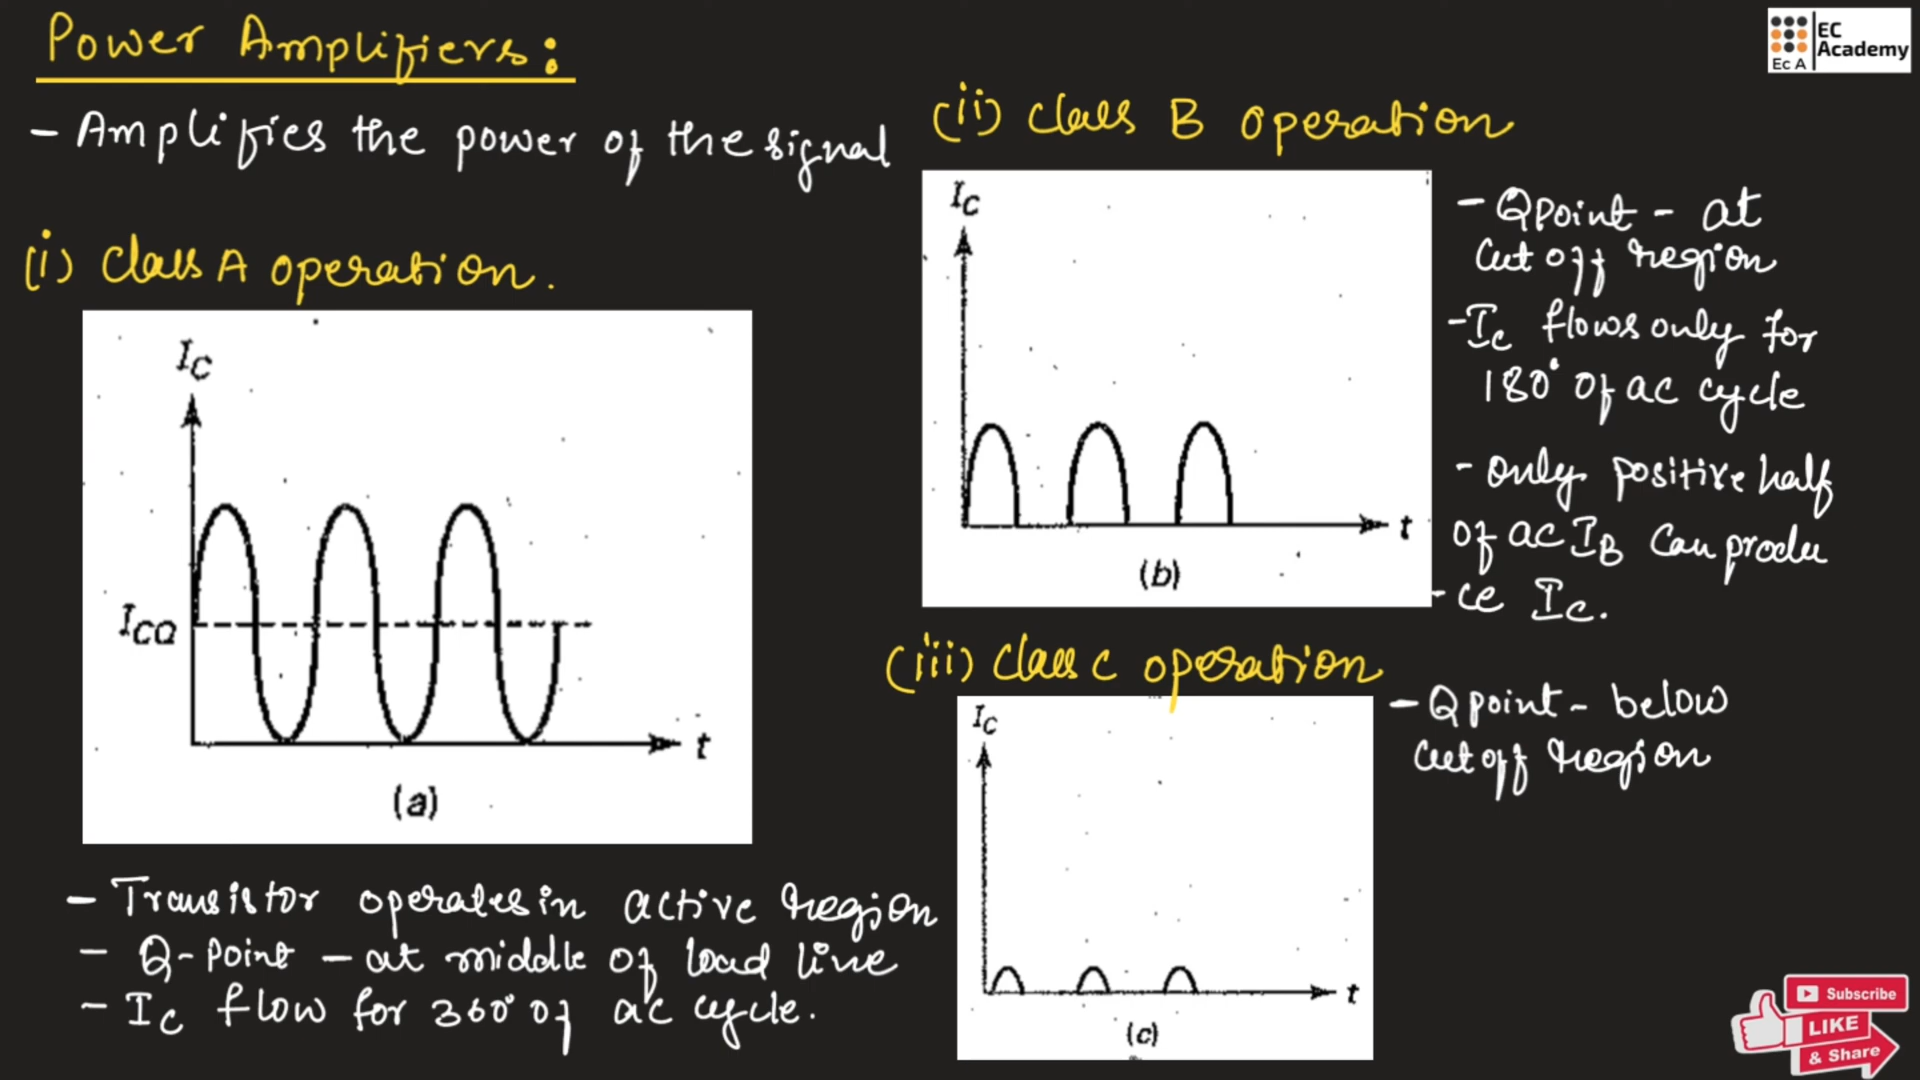 Power Amplifiers:
- Amplifies the power of the signal
(i) Class A operation.
IC
ICQ
t
(a)
- Transistor operates in active region
- Q-point - at middle of load line
- IC flow for 360° of ac cycle.
(ii) Class B operation
IC
t
(b)
- Q point - at
cut off region
- IC flows only for
180° of ac cycle
- only positive half
of ac IB can produ
- ce IC.
(iii) Class C operation
IC
t
(c)
- Q point - below
cut off region
EC
Academy
Ec A
Subscribe
LIKE
& Share